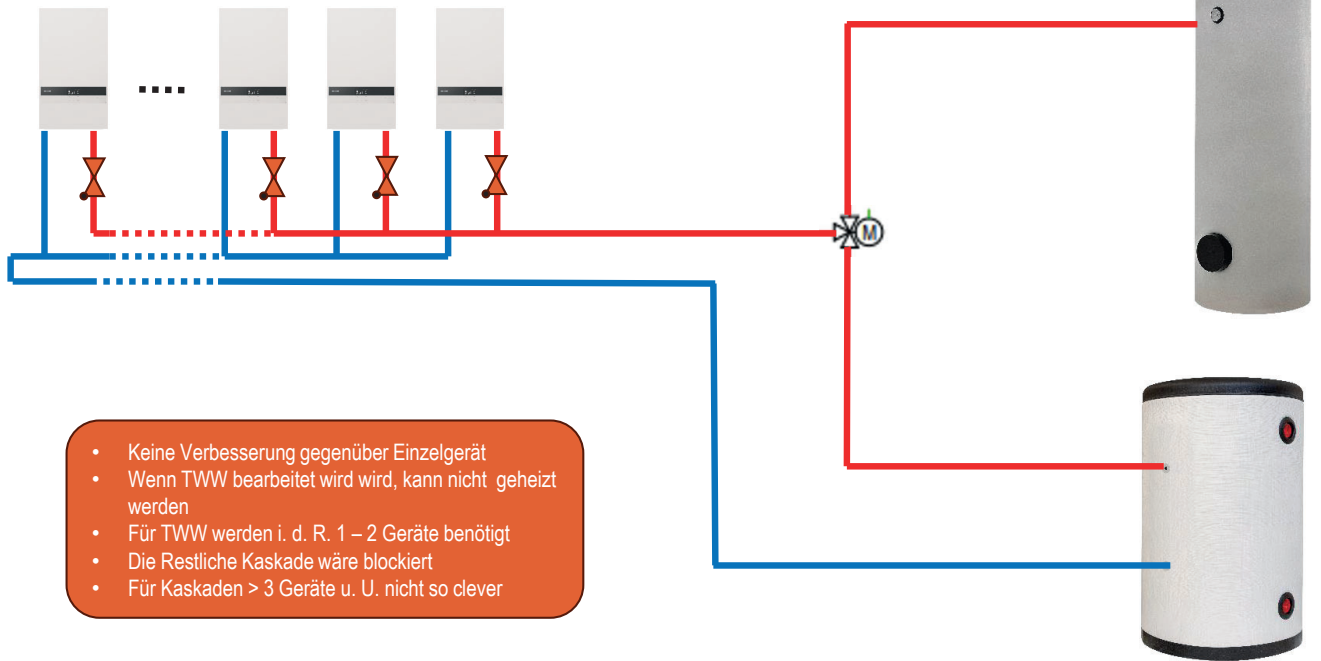 M
• Keine Verbesserung gegenüber Einzelgerät
• Wenn TWW bearbeitet wird wird, kann nicht geheizt
werden
• Für TWW werden i. d. R. 1 – 2 Geräte benötigt
• Die Restliche Kaskade wäre blockiert
• Für Kaskaden > 3 Geräte u. U. nicht so clever